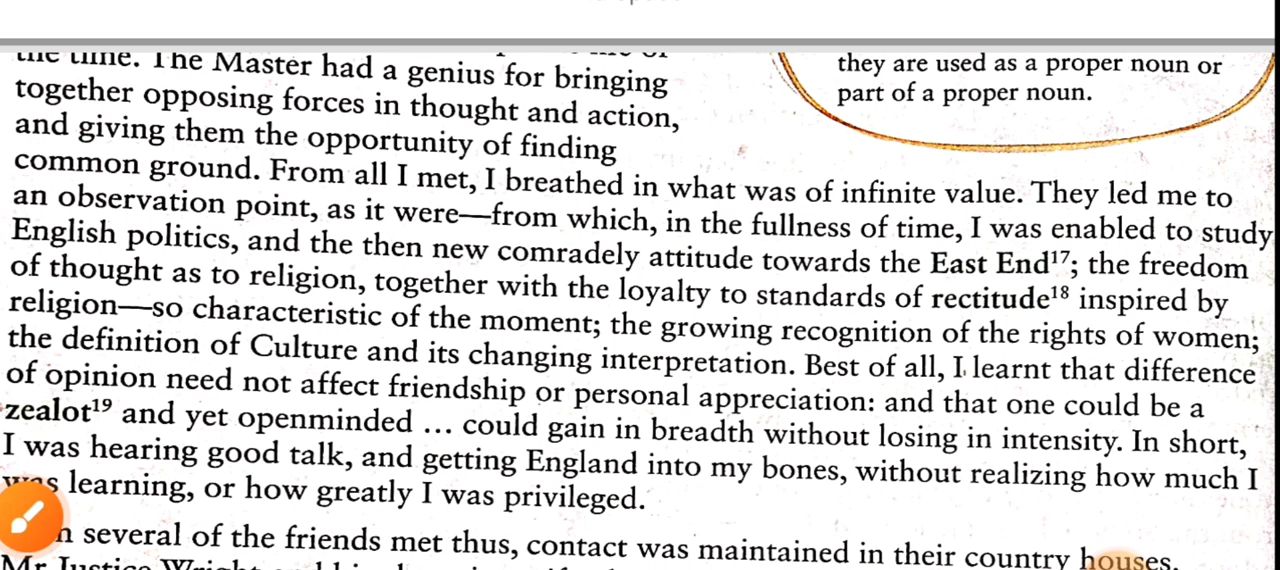 the time. The Master had a genius for bringing
together opposing forces in thought and action,
and giving them the opportunity of finding
common ground. From all I met, I breathed in what was of infinite value. They led me to
an observation point, as it were—from which, in the fullness of time, I was enabled to study
English politics, and the then new comradely attitude towards the East End¹⁷; the freedom
of thought as to religion, together with the loyalty to standards of rectitude¹⁸ inspired by
religion—so characteristic of the moment; the growing recognition of the rights of women;
the definition of Culture and its changing interpretation. Best of all, I learnt that difference
of opinion need not affect friendship or personal appreciation: and that one could be a
zealot¹⁹ and yet openminded ... could gain in breadth without losing in intensity. In short,
I was hearing good talk, and getting England into my bones, without realizing how much I
was learning, or how greatly I was privileged.
several of the friends met thus, contact was maintained in their country houses.
Mr Justice Wright
they are used as a proper noun or
part of a proper noun.